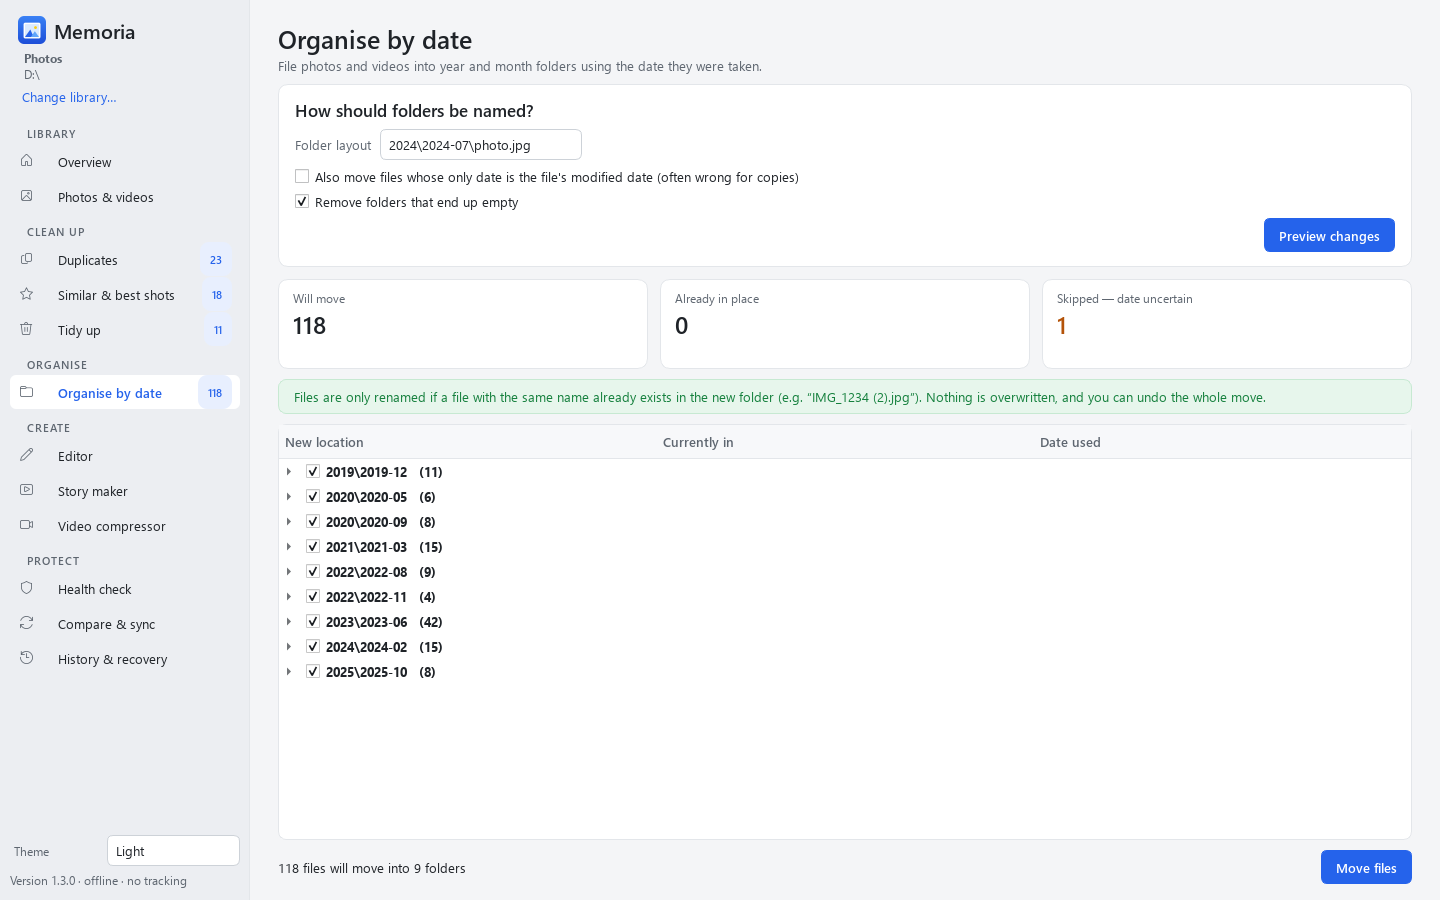 Memoria
Photos
D:\
Change library...
LIBRARY
Overview
Photos & videos
CLEAN UP
Duplicates 23
Similar & best shots 18
Tidy up 11
ORGANISE
Organise by date 118
CREATE
Editor
Story maker
Video compressor
PROTECT
Health check
Compare & sync
History & recovery
Theme Light
Version 1.3.0 · offline · no tracking
Organise by date
File photos and videos into year and month folders using the date they were taken.
How should folders be named?
Folder layout 2024\2024-07\photo.jpg
Also move files whose only date is the file's modified date (often wrong for copies)
Remove folders that end up empty
Preview changes
Will move
118
Already in place
0
Skipped — date uncertain
1
Files are only renamed if a file with the same name already exists in the new folder (e.g. “IMG_1234 (2).jpg”). Nothing is overwritten, and you can undo the whole move.
New location Currently in Date used
2019\2019-12 (11)
2020\2020-05 (6)
2020\2020-09 (8)
2021\2021-03 (15)
2022\2022-08 (9)
2022\2022-11 (4)
2023\2023-06 (42)
2024\2024-02 (15)
2025\2025-10 (8)
118 files will move into 9 folders
Move files